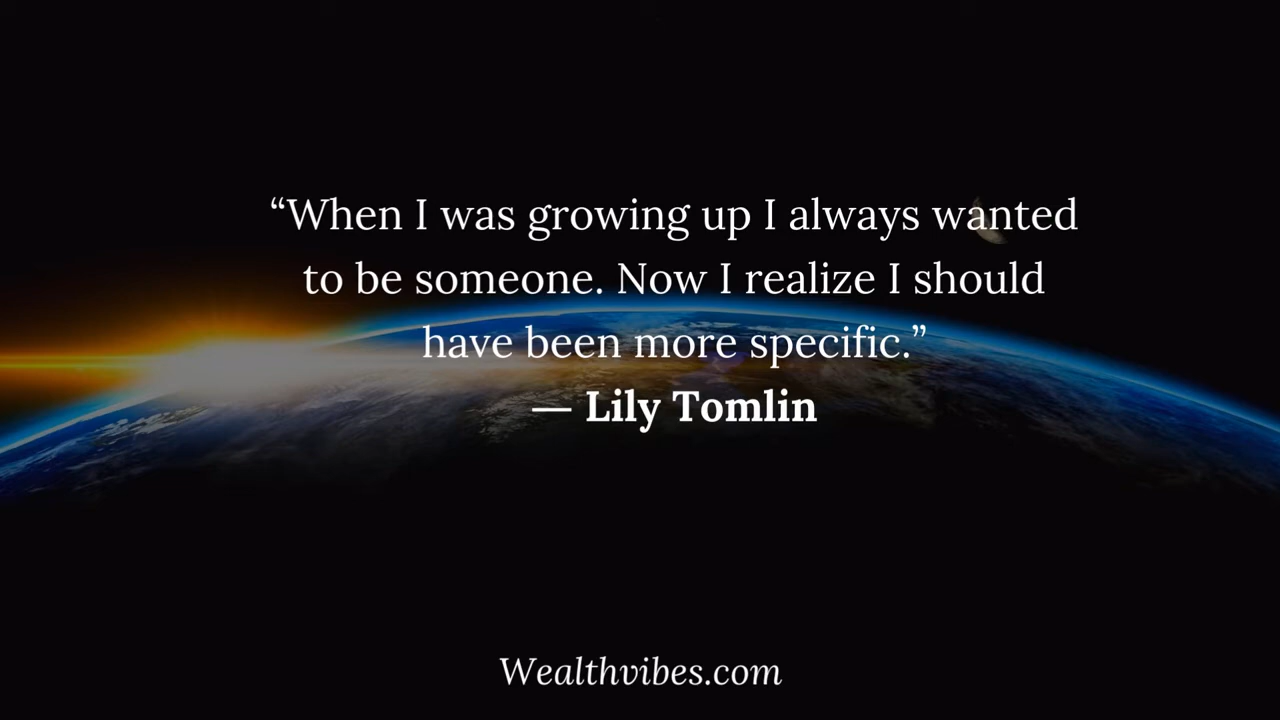 “When I was growing up I always wanted
to be someone. Now I realize I should
have been more specific.”
— Lily Tomlin
Wealthvibes.com